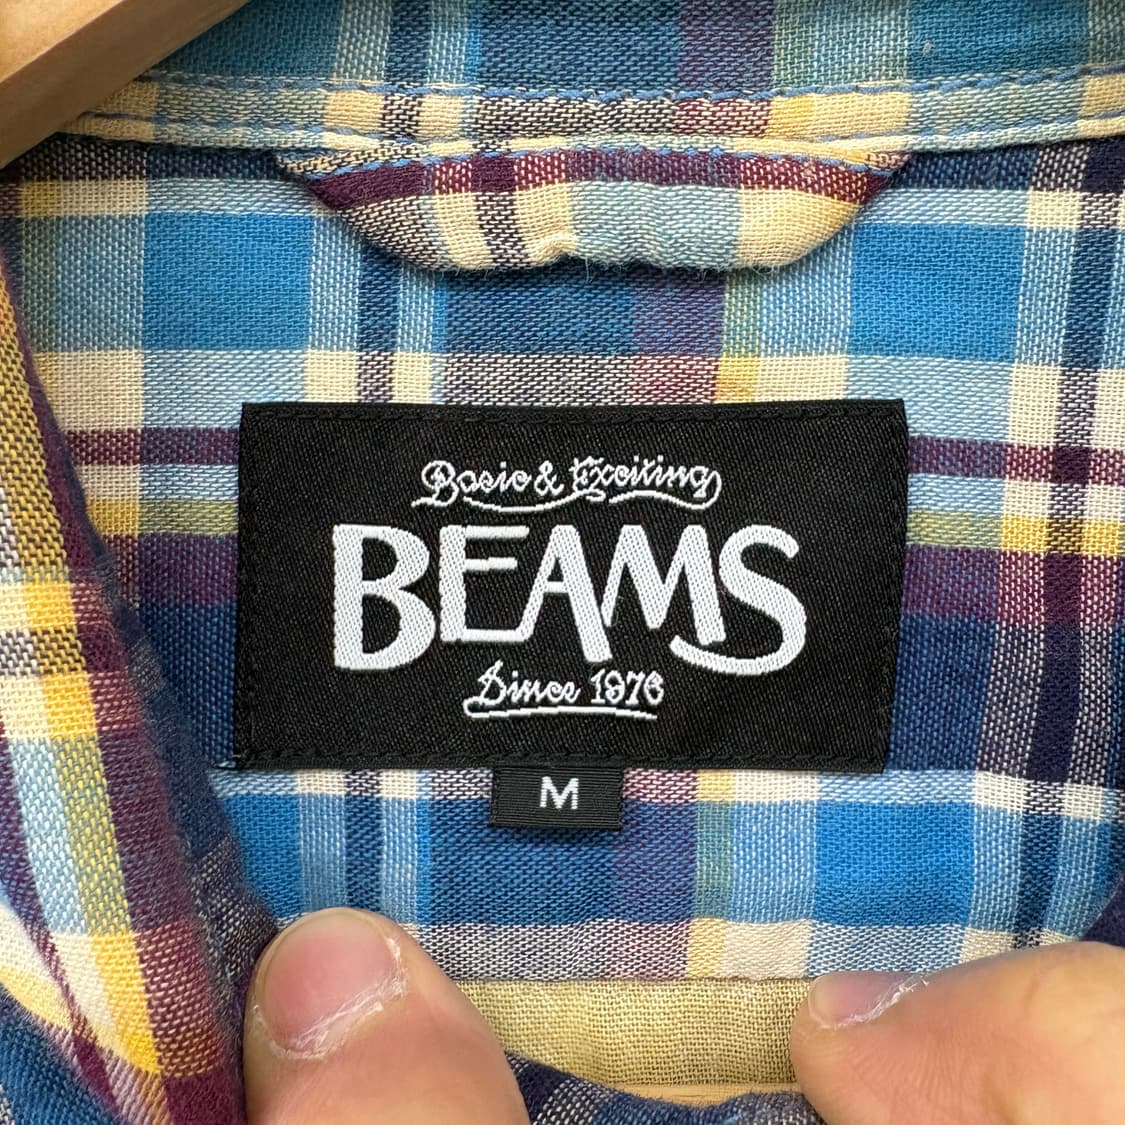 Basic & Exciting
BEAMS
Since 1976
M